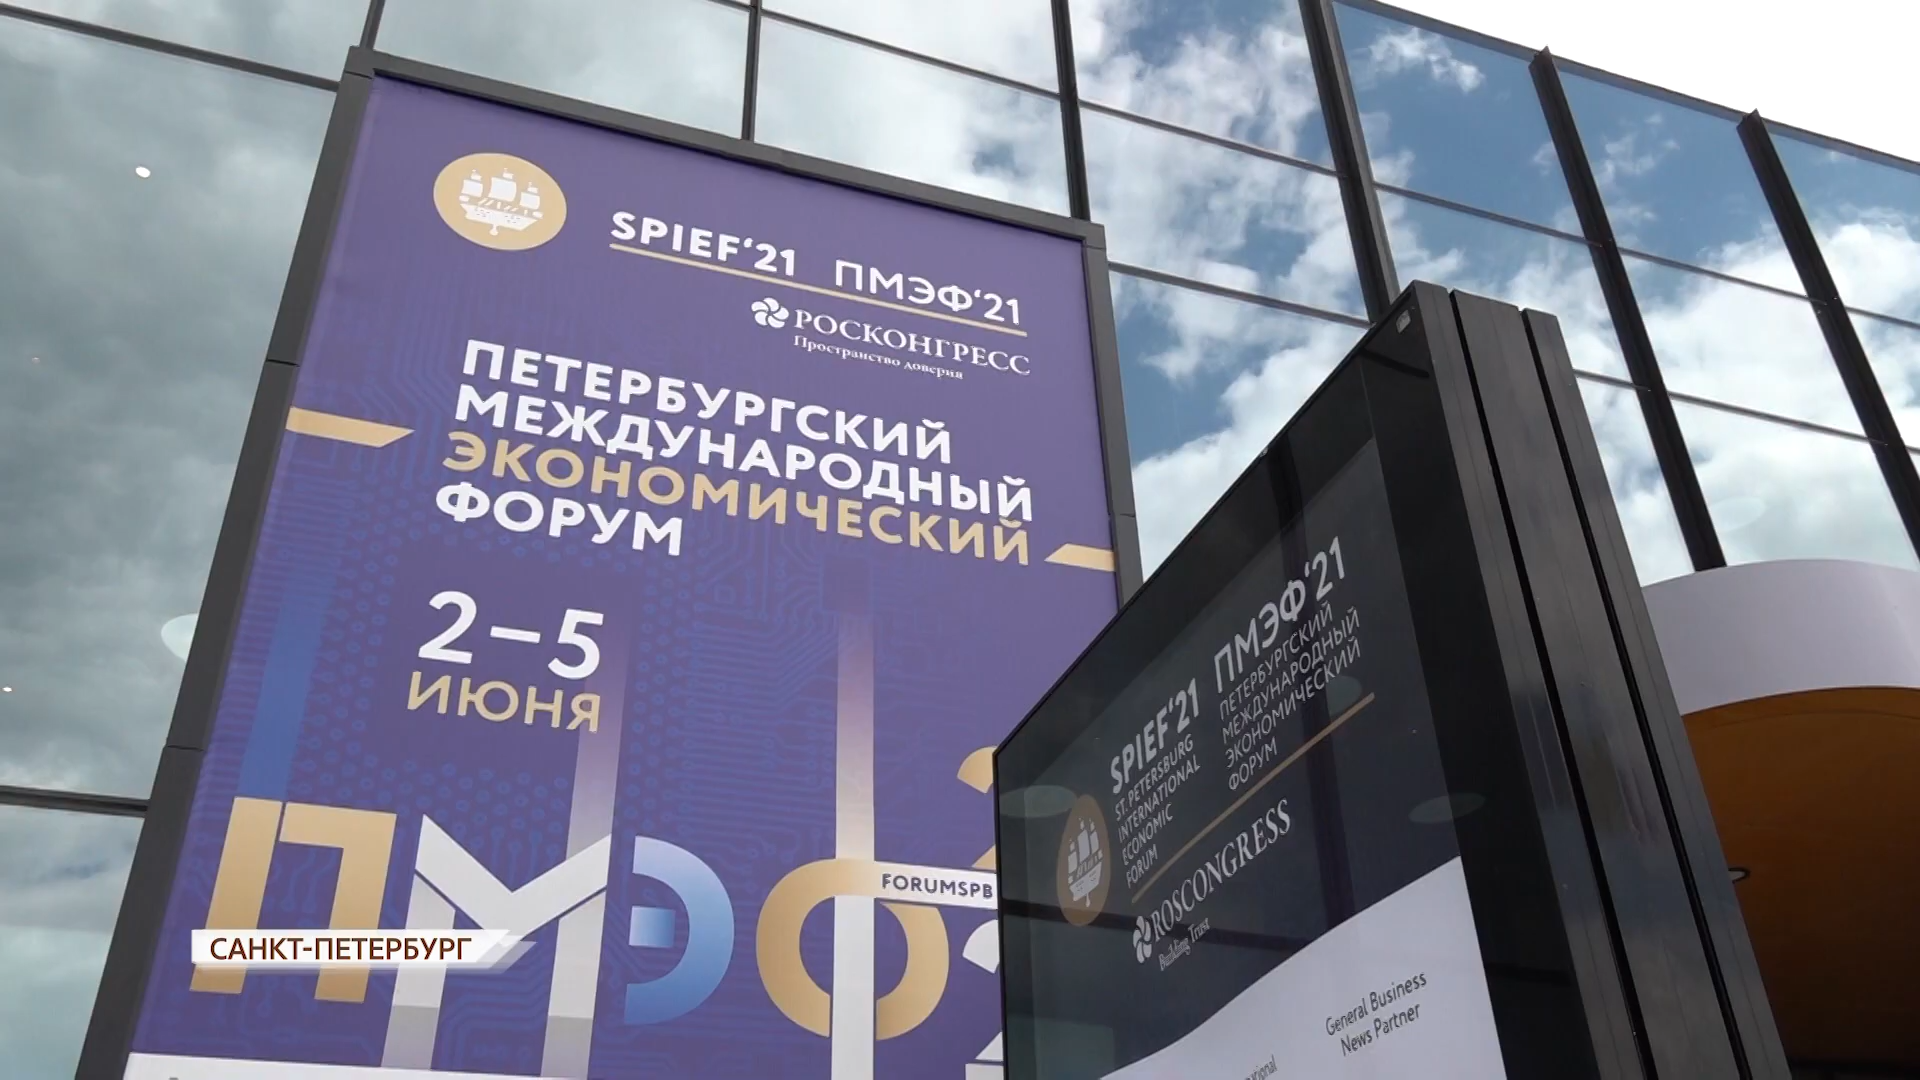 SPIEF‘21 ПМЭФ‘21
РОСКОНГРЕСС
Пространство доверия
ПЕТЕРБУРГСКИЙ
МЕЖДУНАРОДНЫЙ
ЭКОНОМИЧЕСКИЙ
ФОРУМ
2–5
ИЮНЯ
ПМЭФ
FORUMSPB
САНКТ-ПЕТЕРБУРГ
SPIEF‘21
ST. PETERSBURG
INTERNATIONAL
ECONOMIC
FORUM
ПМЭФ‘21
ПЕТЕРБУРГСКИЙ
МЕЖДУНАРОДНЫЙ
ЭКОНОМИЧЕСКИЙ
ФОРУМ
ROSCONGRESS
Building Trust
General Business
News Partner